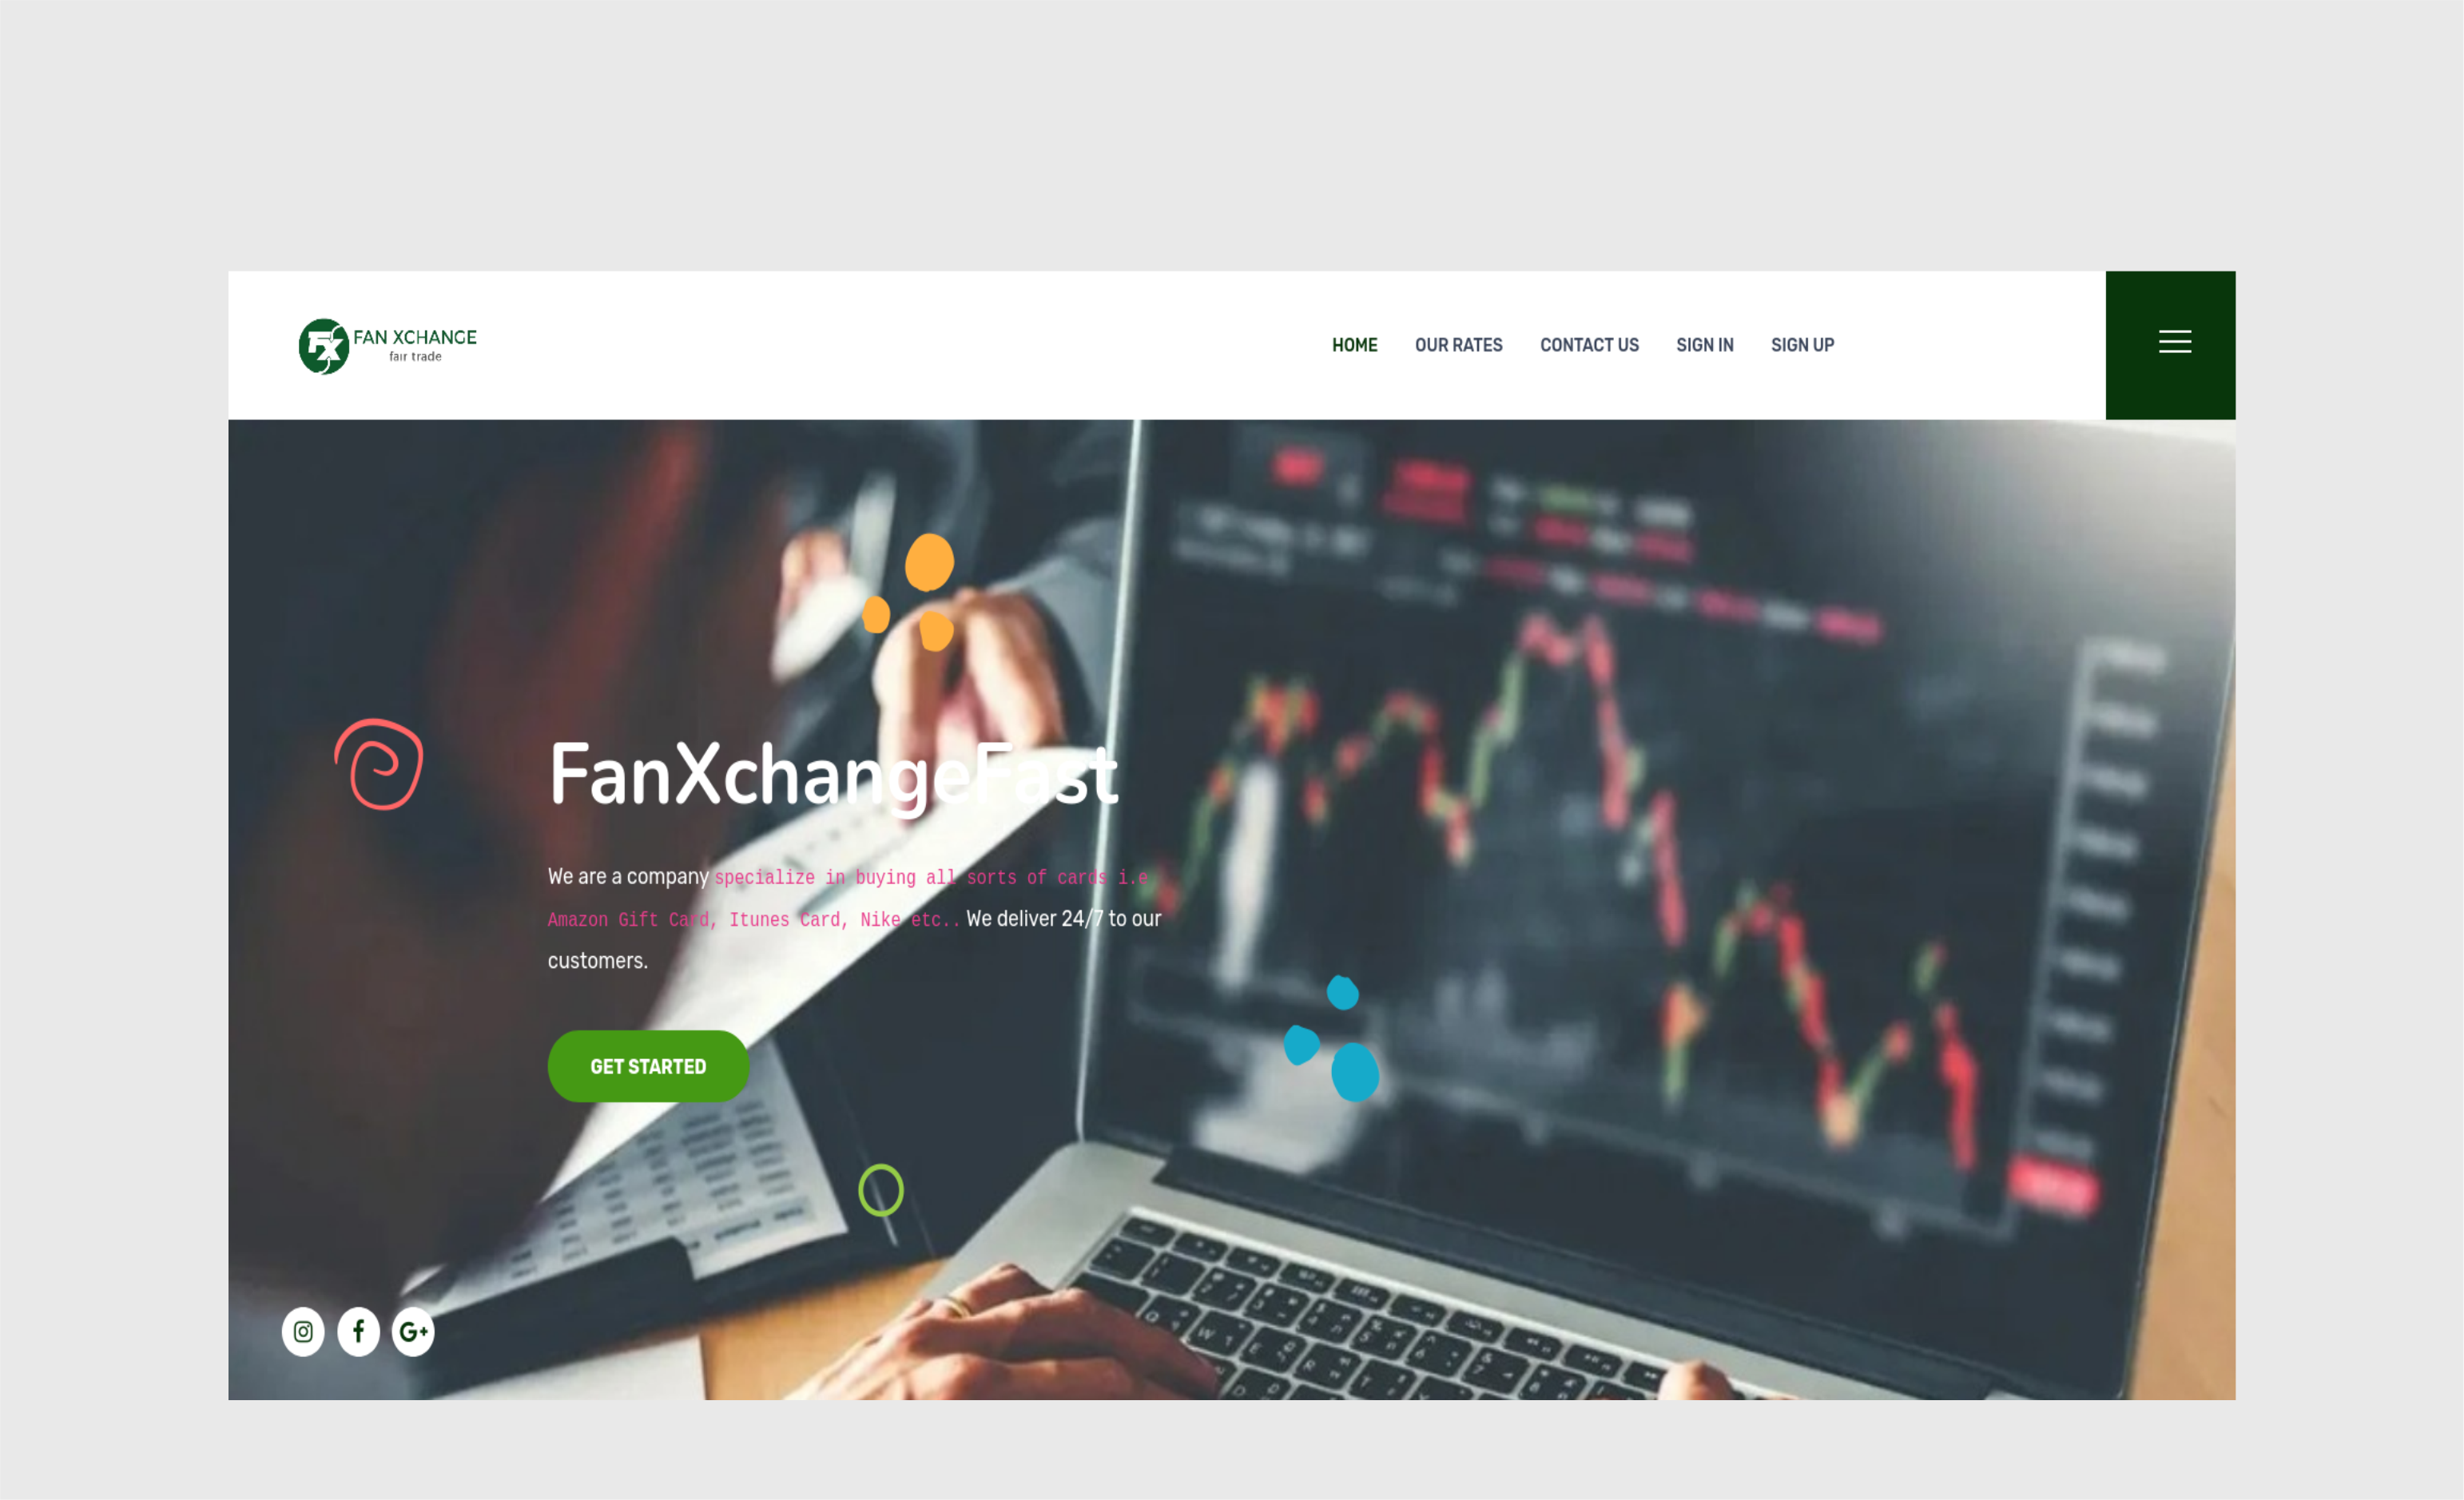 FAN XCHANGE
fair trade
HOME OUR RATES CONTACT US SIGN IN SIGN UP
FanXchangeFast
We are a company specialize in buying all sorts of cards i.e
Amazon Gift Card, Itunes Card, Nike etc.. We deliver 24/7 to our
customers.
GET STARTED